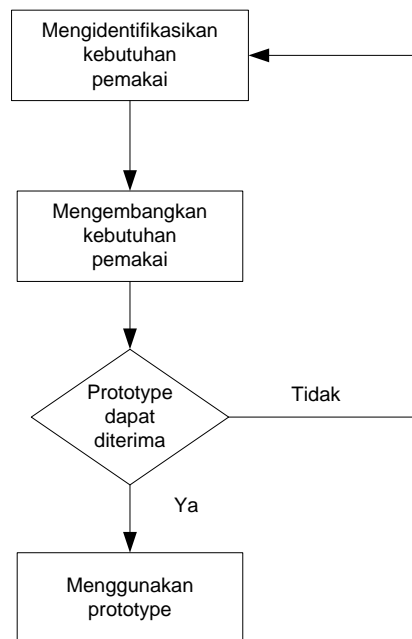 Mengidentifikasikan
kebutuhan
pemakai
Mengembangkan
kebutuhan
pemakai
Prototype
dapat
diterima
Tidak
Ya
Menggunakan
prototype